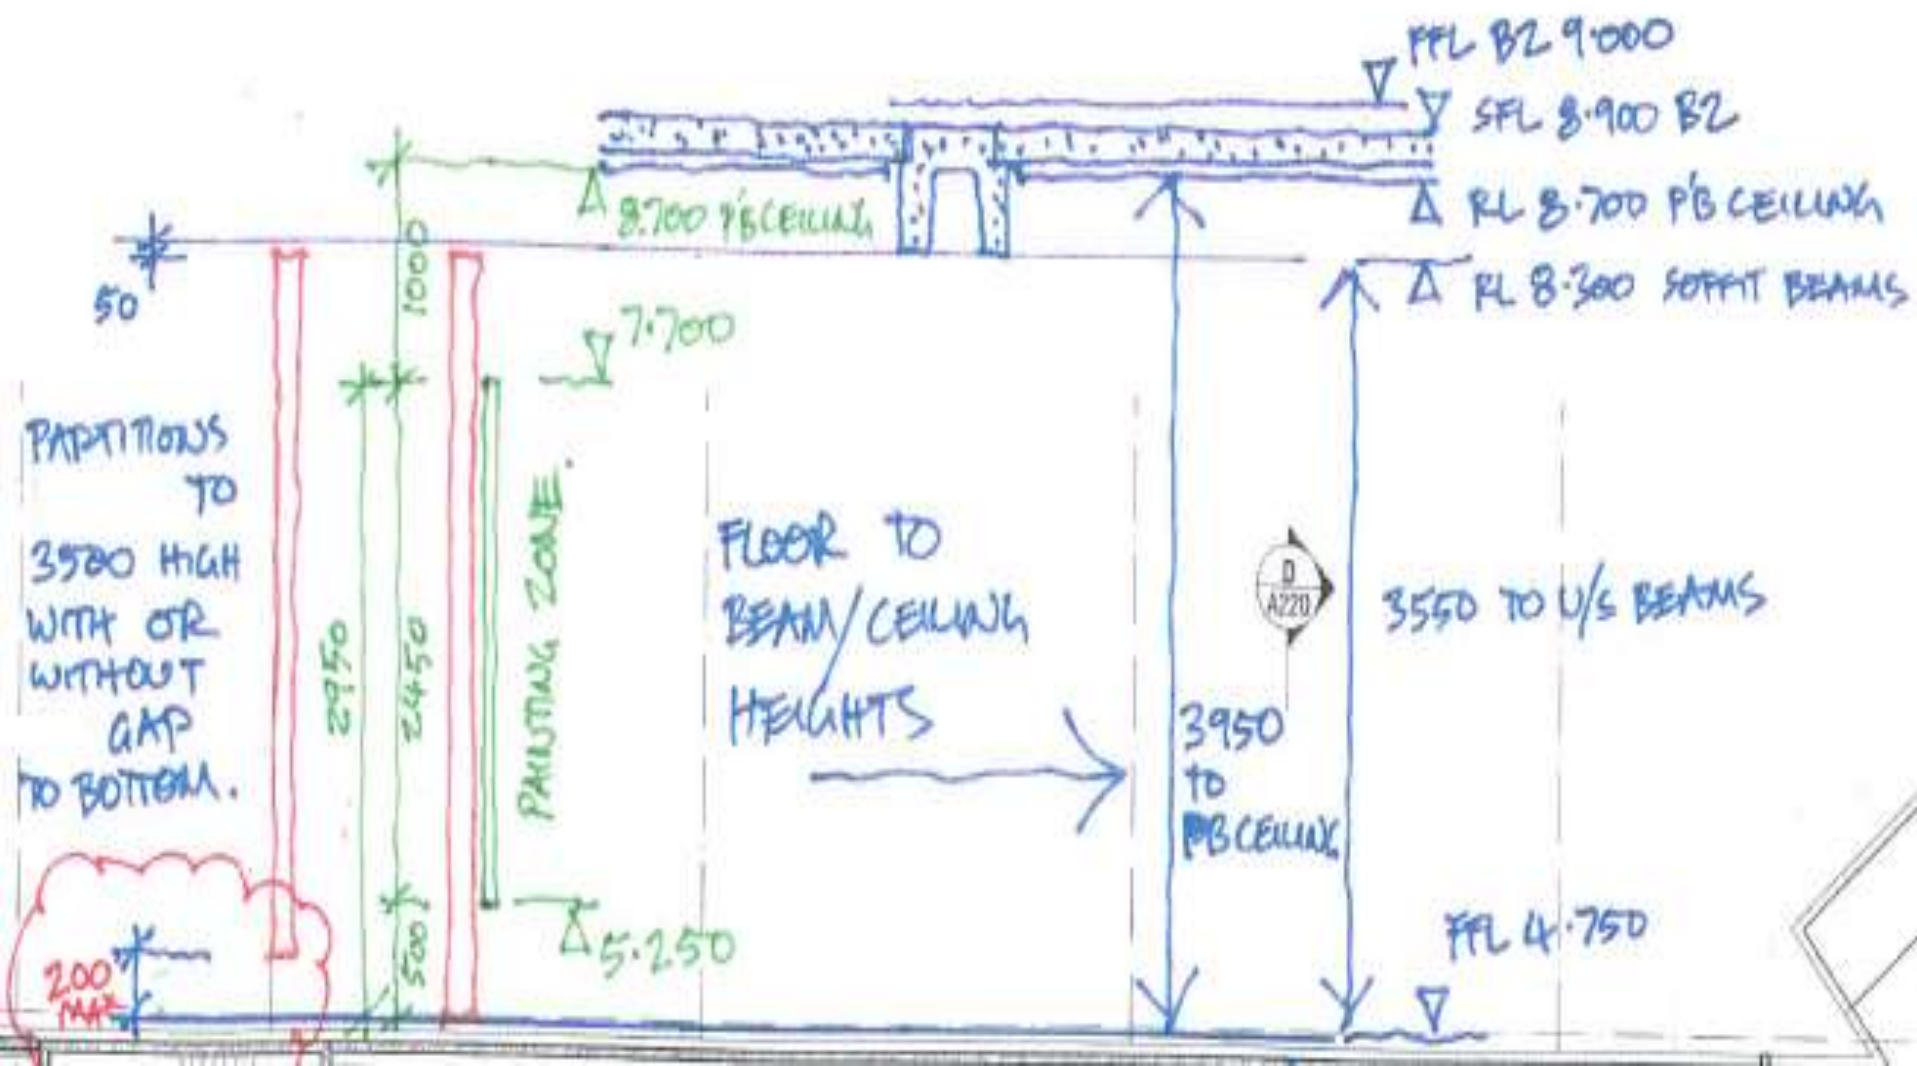 FFL B2 9.000
SFL 8.900 B2
8.700 P'BCEILING
RL 8.700 P'B CEILING
RL 8.300 SOFFIT BEAMS
50
1000
7.700
PARTITIONS
TO
3500 HIGH
WITH OR
WITHOUT
GAP
TO BOTTOM.
2950
2450
PAINTING ZONE.
FLOOR TO
BEAM/CEILING
HEIGHTS
D
A220
3550 TO U/S BEAMS
3950
TO
PB CEILING
200
MAX
500
5.250
FFL 4.750